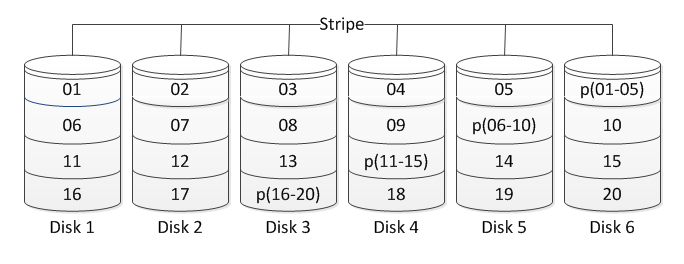 Stripe
01 02 03 04 05 p(01-05)
06 07 08 09 p(06-10) 10
11 12 13 p(11-15) 14 15
16 17 p(16-20) 18 19 20
Disk 1 Disk 2 Disk 3 Disk 4 Disk 5 Disk 6